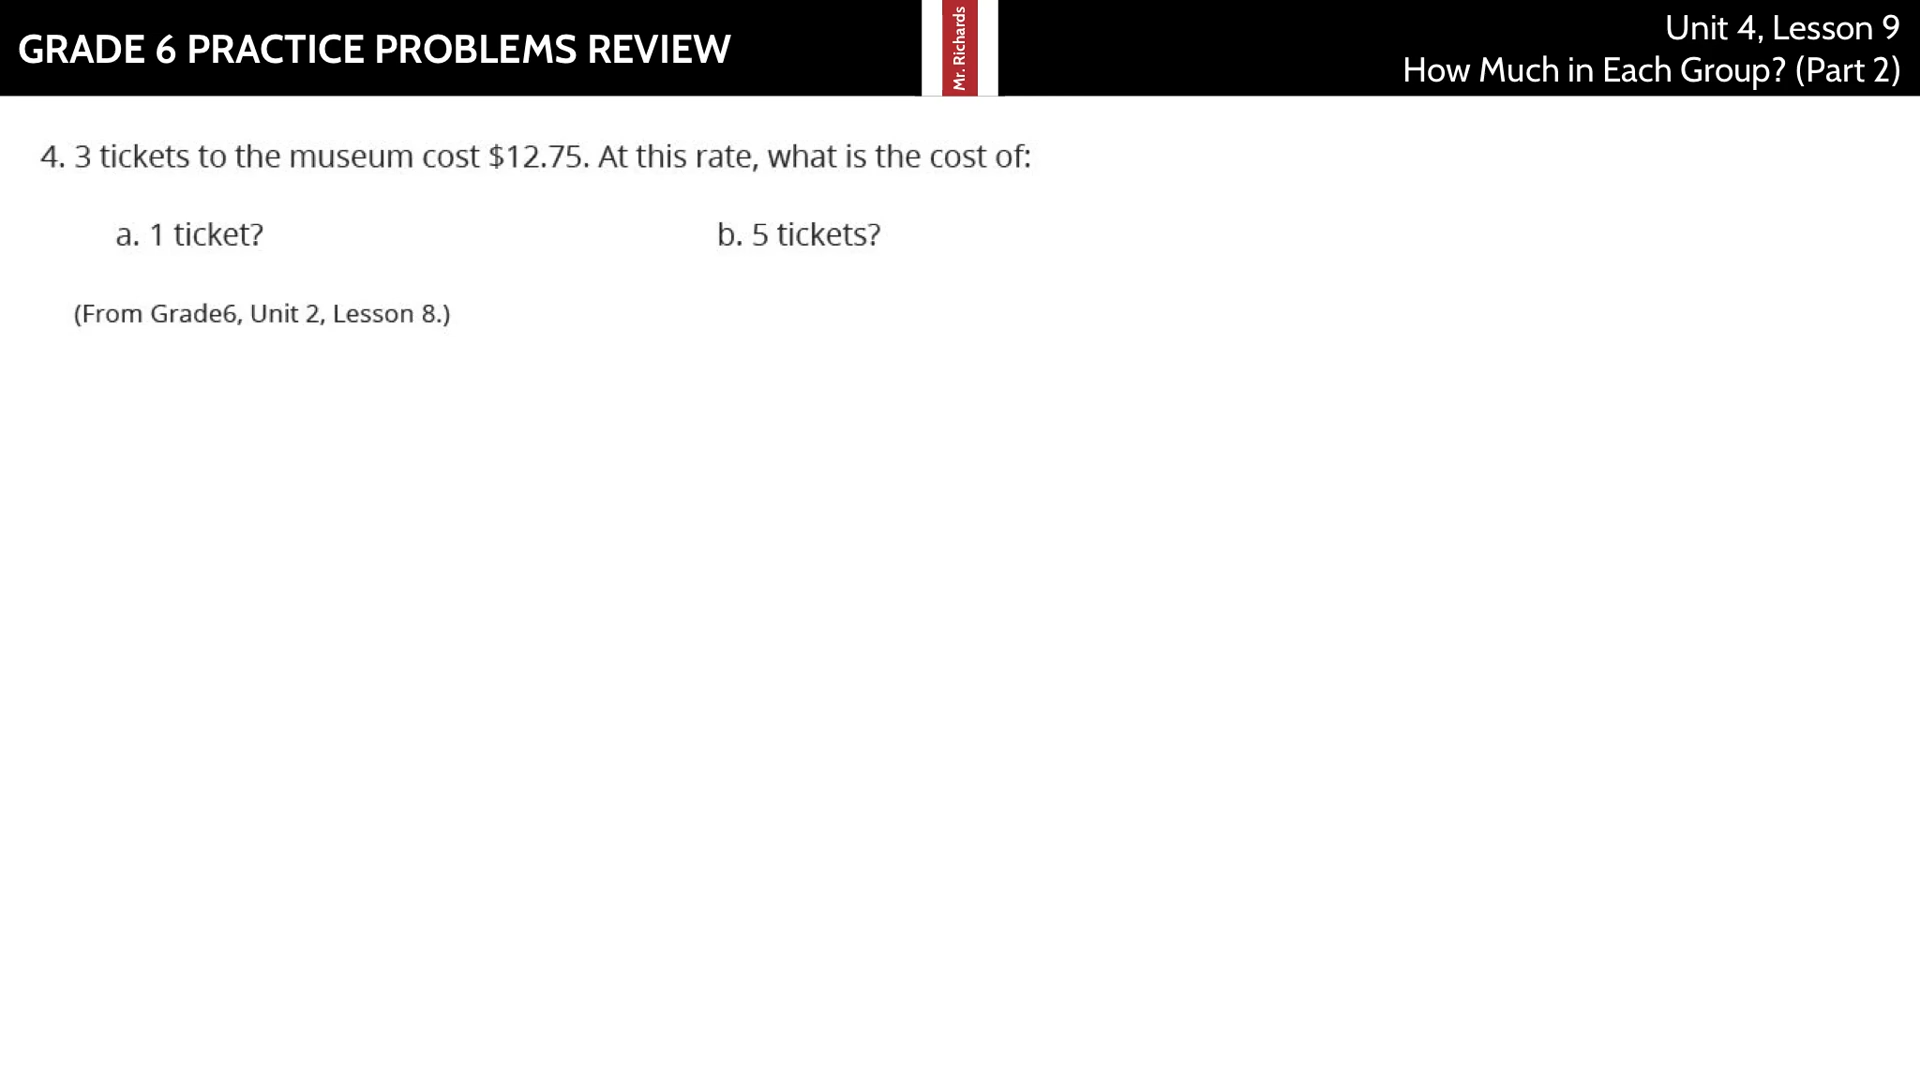 GRADE 6 PRACTICE PROBLEMS REVIEW
Mr. Richards
Unit 4, Lesson 9
How Much in Each Group? (Part 2)
4. 3 tickets to the museum cost $12.75. At this rate, what is the cost of:
a. 1 ticket?
b. 5 tickets?
(From Grade6, Unit 2, Lesson 8.)